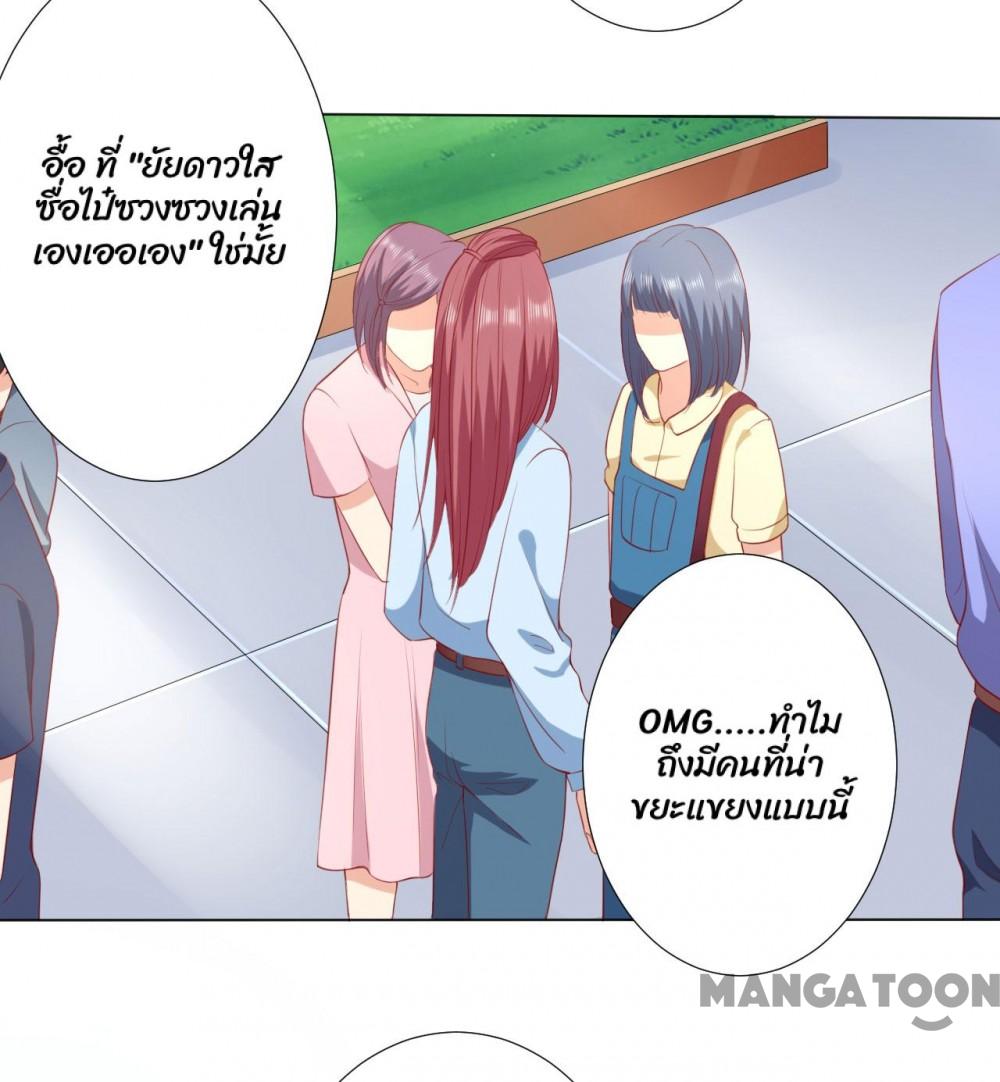 อื้อ ที่ "ยัยดาวใส
ซื่อไป๋ซวงซวงเล่น
เองเออเอง" ใช่มั้ย
OMG.....ทำไม
ถึงมีคนที่น่า
ขยะแขยงแบบนี้
MANGATOON